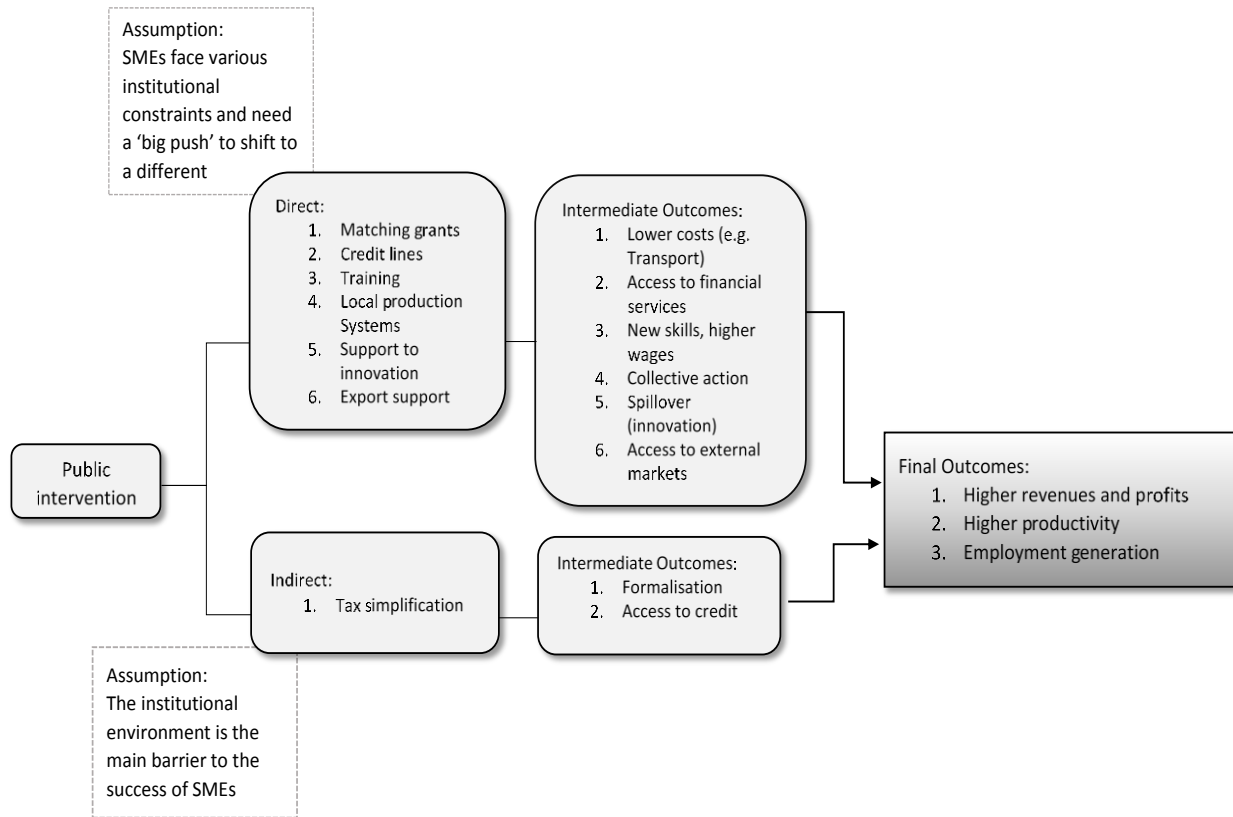 Assumption:
SMEs face various
institutional
constraints and need
a ‘big push’ to shift to
a different
Direct:
1. Matching grants
2. Credit lines
3. Training
4. Local production
Systems
5. Support to
innovation
6. Export support
Intermediate Outcomes:
1. Lower costs (e.g.
Transport)
2. Access to financial
services
3. New skills, higher
wages
4. Collective action
5. Spillover
(innovation)
6. Access to external
markets
Public
intervention
Final Outcomes:
1. Higher revenues and profits
2. Higher productivity
3. Employment generation
Indirect:
1. Tax simplification
Intermediate Outcomes:
1. Formalisation
2. Access to credit
Assumption:
The institutional
environment is the
main barrier to the
success of SMEs